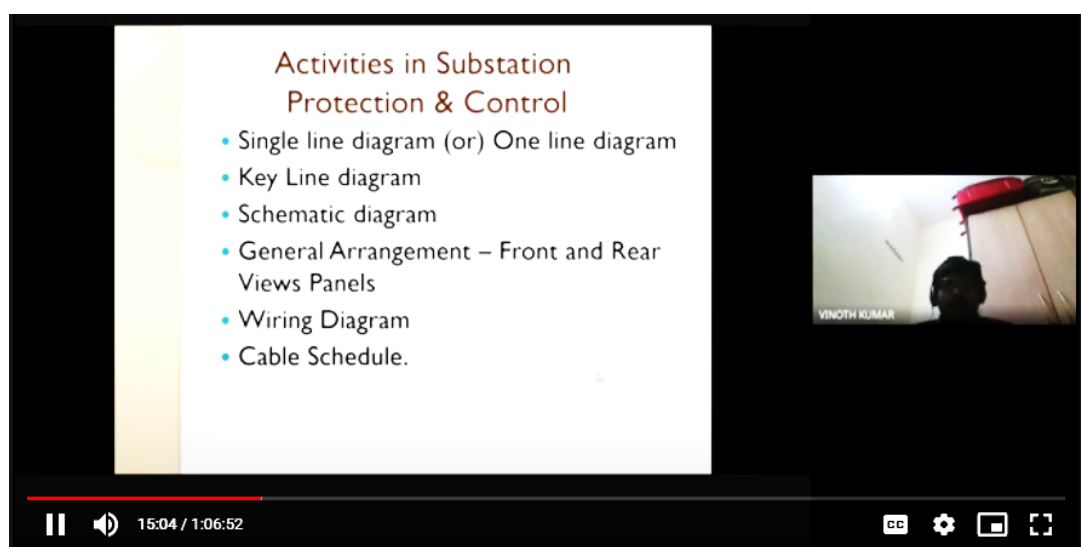 Activities in Substation
Protection & Control
• Single line diagram (or) One line diagram
• Key Line diagram
• Schematic diagram
• General Arrangement – Front and Rear
Views Panels
• Wiring Diagram
• Cable Schedule.
VINOTH KUMAR
15:04 / 1:06:52
CC